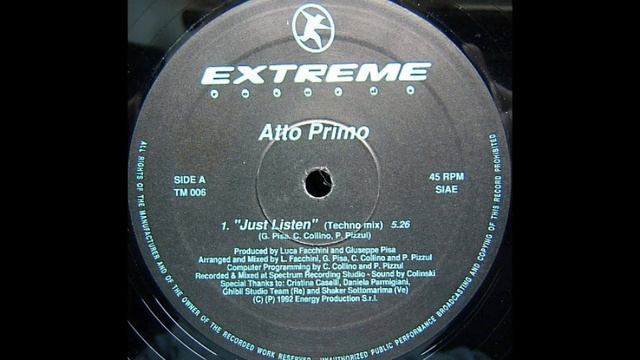 EXTREME
records
Atto Primo
SIDE A
TM 006
45 RPM
SIAE
1. "Just Listen" (Techno mix) 5.26
(G. Pisa, C. Collino, P. Pizzul)
Produced by Luca Facchini and Giuseppe Pisa
Arranged and Mixed by L. Facchini, G. Pisa, C. Collino and P. Pizzul
Computer Programming by C. Collino and P. Pizzul
Recorded & Mixed at Spectrum Recording Studio - Sound by Colinski
Special Thanks to: Cristina Caselli, Daniela Parmigiani,
Ghibli Studio Team (Re) and Shaker Sottomarina (Ve)
(C) (P) 1992 Energy Production S.r.l.
ALL RIGHTS OF THE MANUFACTURER AND OF THE OWNER OF THE RECORDED WORK RESERVED UNAUTHORIZED PUBLIC PERFORMANCE BROADCASTING AND COPYING OF THIS RECORD PROHIBITED